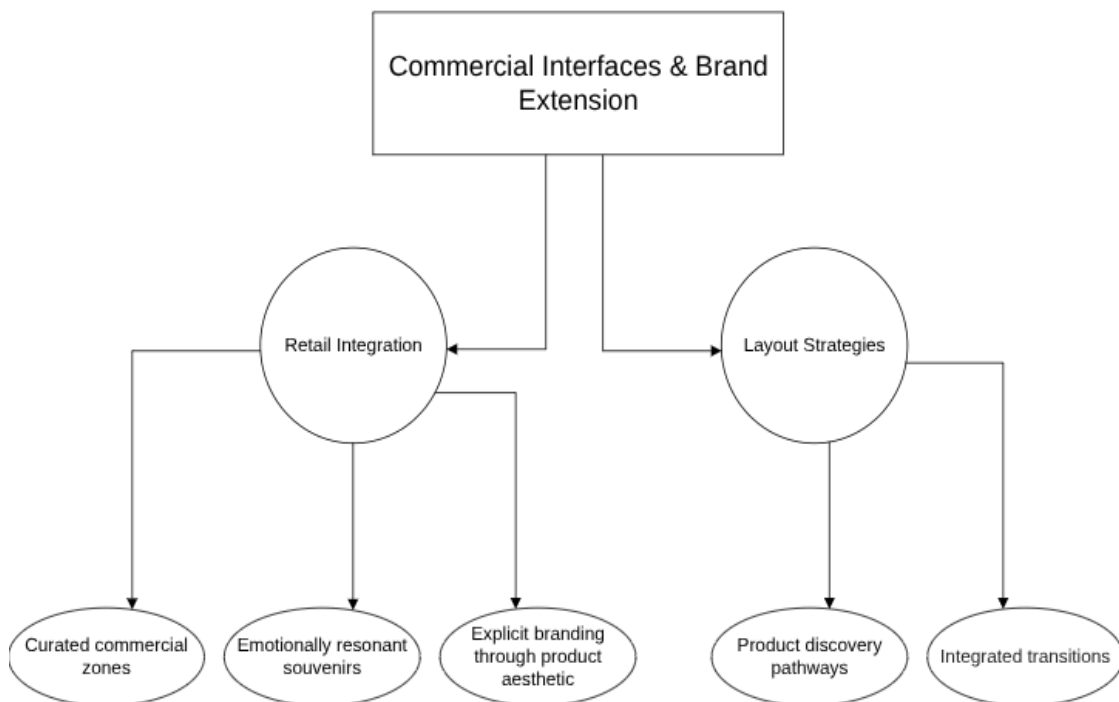 Commercial Interfaces & Brand
Extension
Retail Integration
Layout Strategies
Curated commercial
zones
Emotionally resonant
souvenirs
Explicit branding
through product
aesthetic
Product discovery
pathways
Integrated transitions